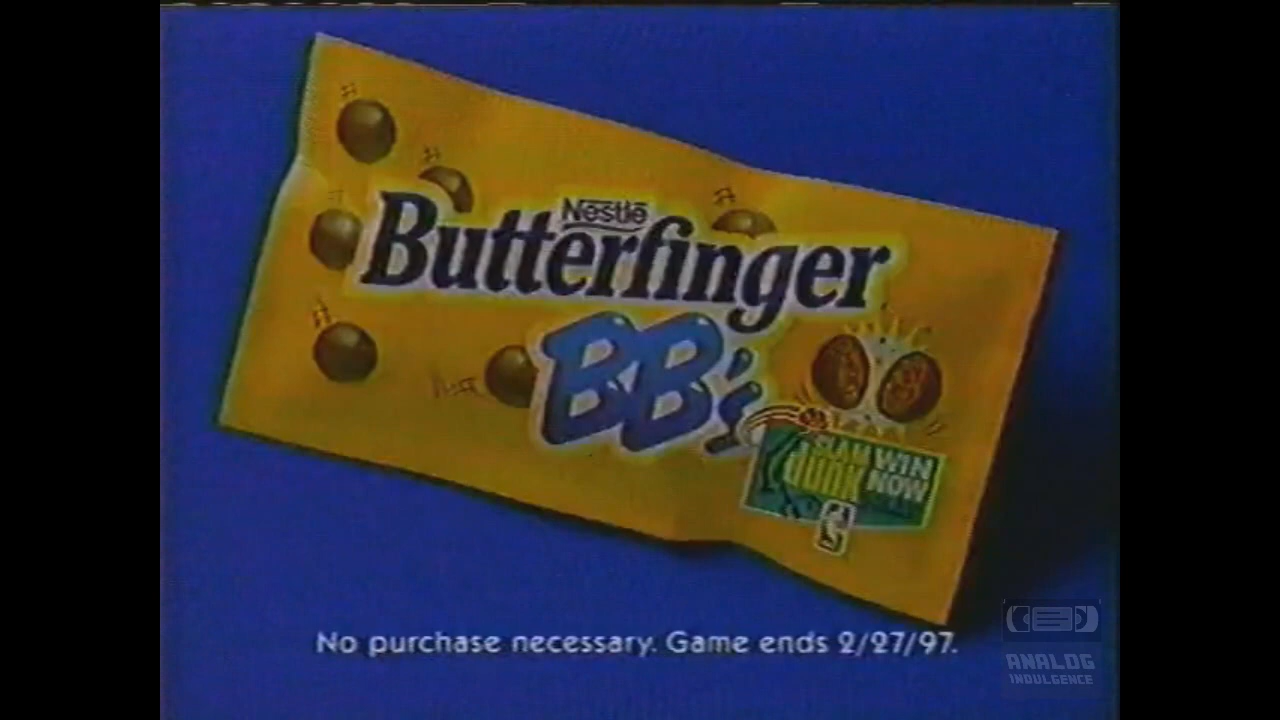 Nestlé
Butterfinger
BB's
SLAM
dunk
WIN
NOW
No purchase necessary. Game ends 2/27/97.
ANALOG
INDULGENCE